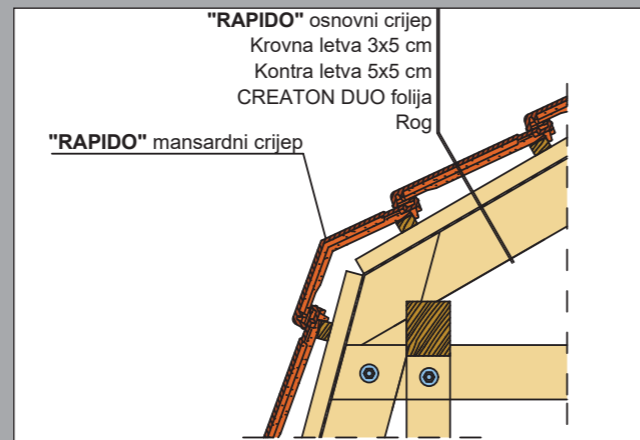 "RAPIDO" osnovni crijep
Krovna letva 3x5 cm
Kontra letva 5x5 cm
CREATON DUO folija
Rog
"RAPIDO" mansardni crijep